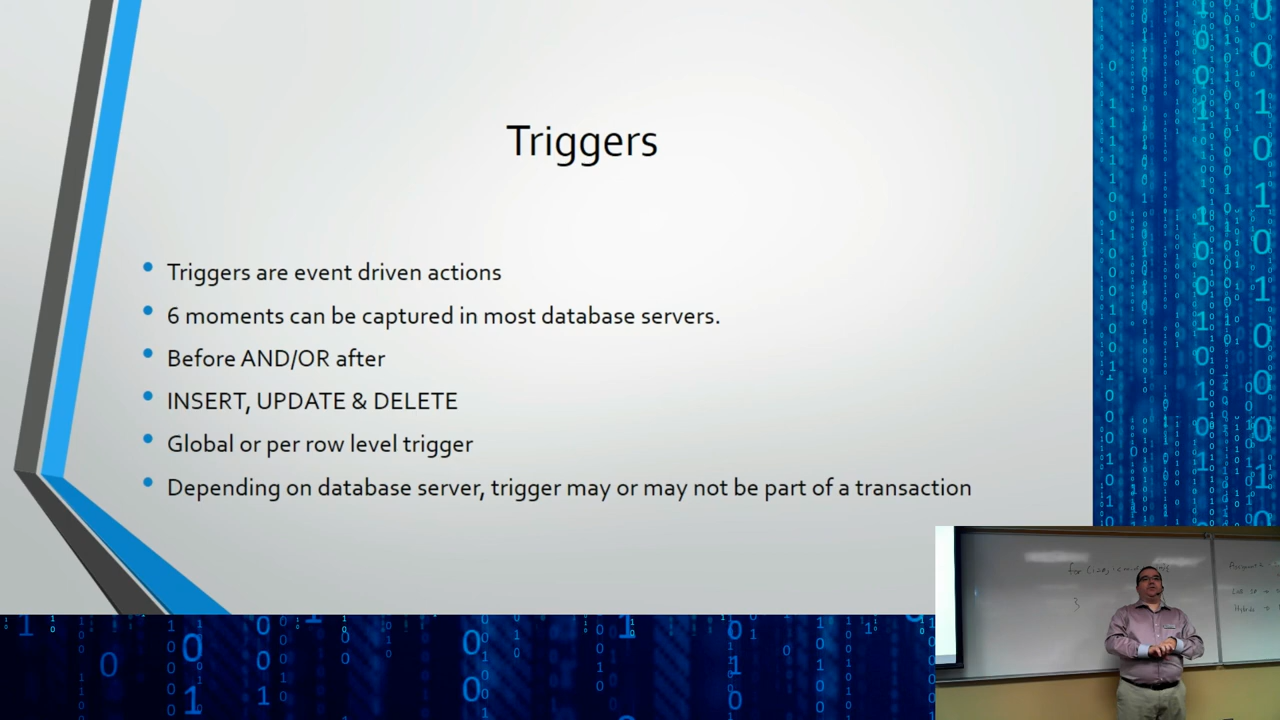 Triggers
Triggers are event driven actions
6 moments can be captured in most database servers.
Before AND/OR after
INSERT, UPDATE & DELETE
Global or per row level trigger
Depending on database server, trigger may or may not be part of a transaction